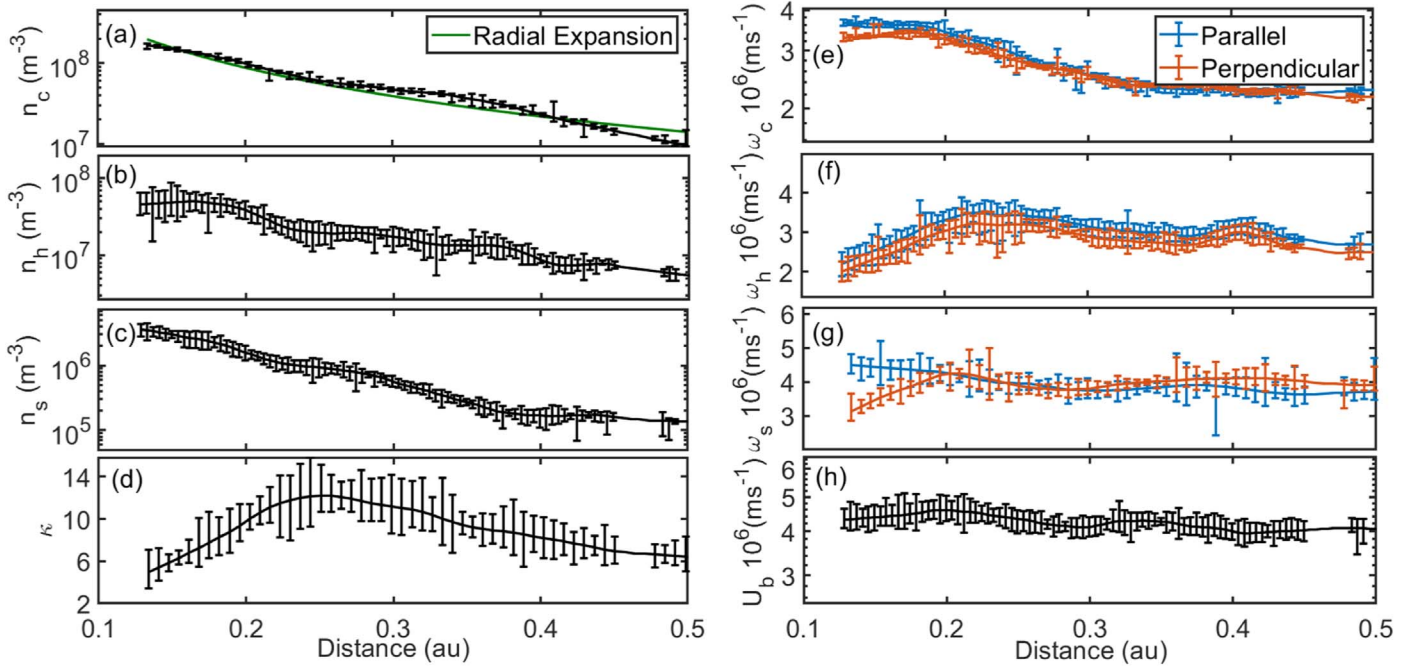 (a)
Radial Expansion
n_c (m^-3)
10^8
10^7
(b)
n_h (m^-3)
10^8
10^7
(c)
n_s (m^-3)
10^6
10^5
(d)
κ
14
10
6
2
0.1 0.2 0.3 0.4 0.5
Distance (au)
(e)
Parallel
Perpendicular
ω_c 10^6(ms^-1)
4
3
2
(f)
ω_h 10^6(ms^-1)
4
3
2
(g)
ω_s 10^6(ms^-1)
6
5
4
3
(h)
U_b 10^6(ms^-1)
6
5
4
3
0.1 0.2 0.3 0.4 0.5
Distance (au)